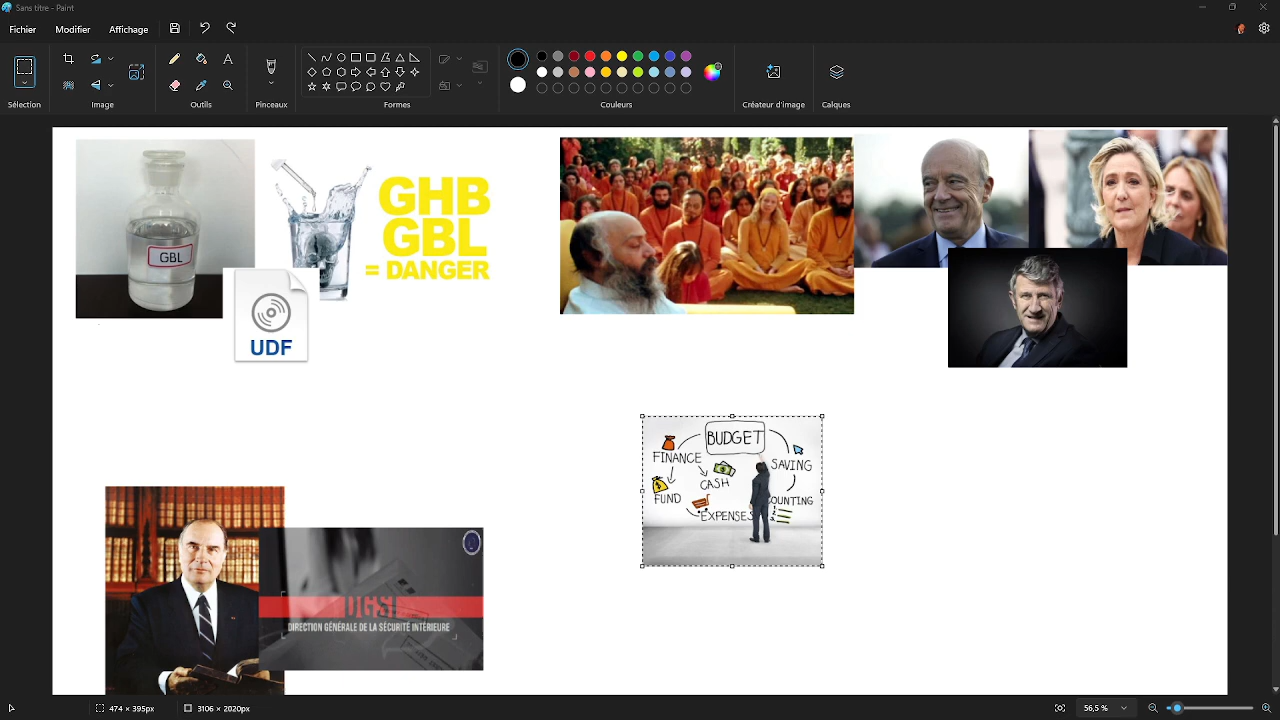 Sans titre - Paint
Fichier
Modifier
Affichage
Sélection
Image
Outils
Pinceaux
Formes
Couleurs
Créateur d'image
Calques
GBL
GHB
GBL
= DANGER
UDF
BUDGET
FINANCE
SAVING
CASH
FUND
OUNTING
EXPENSES
DGSI
DIRECTION GÉNÉRALE DE LA SÉCURITÉ INTÉRIEURE
474 × 395px
3106 × 2020px
56,5 %